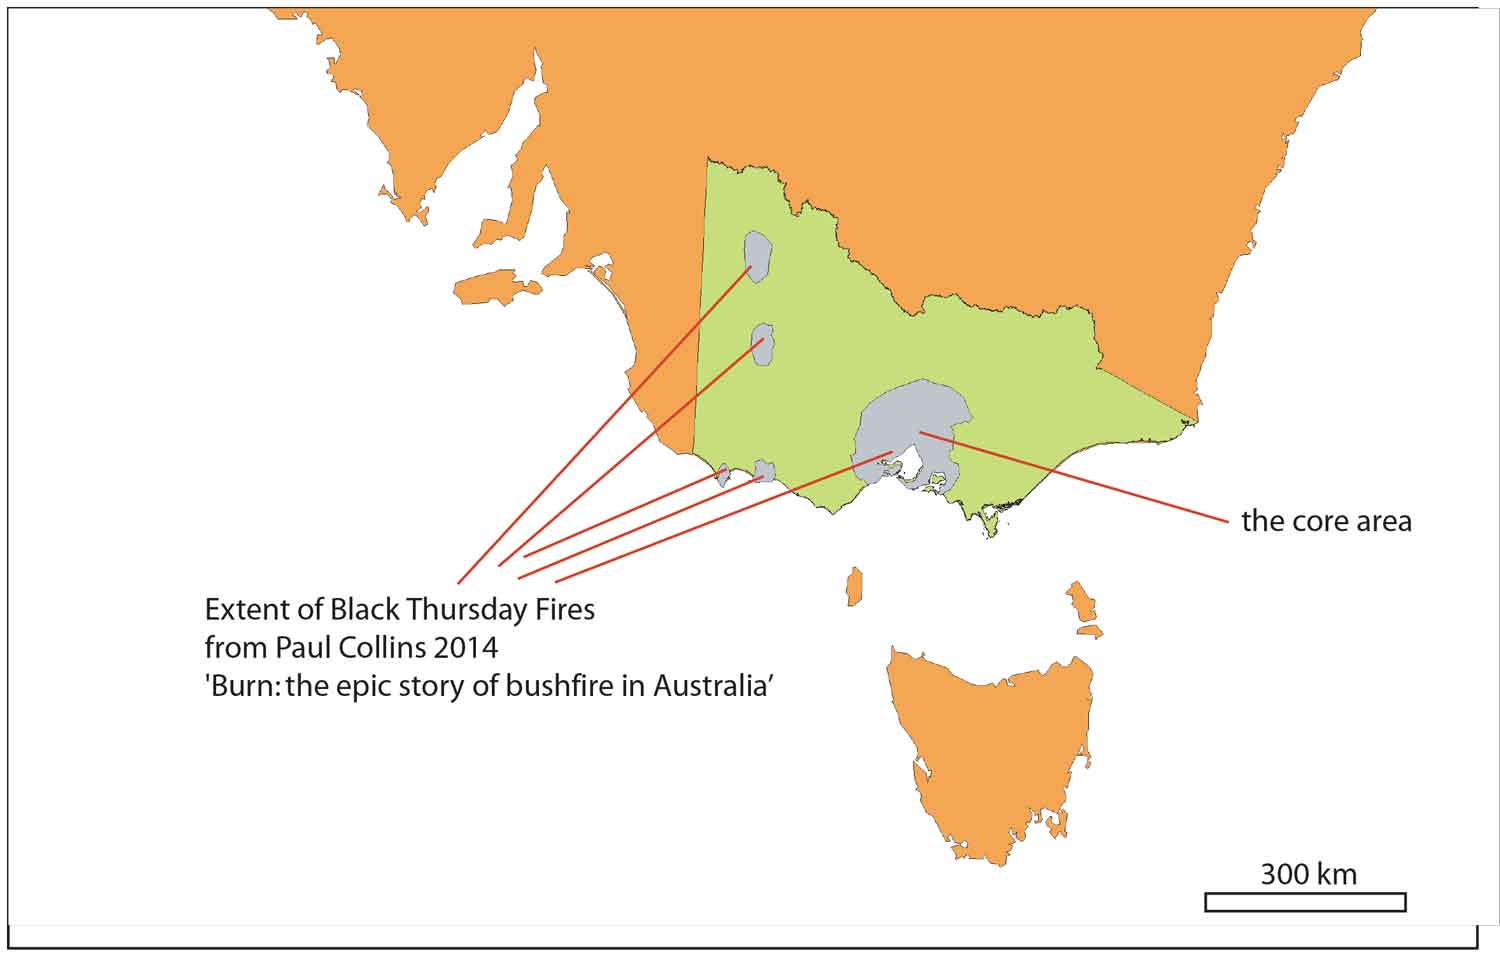 the core area
Extent of Black Thursday Fires
from Paul Collins 2014
'Burn: the epic story of bushfire in Australia’
300 km